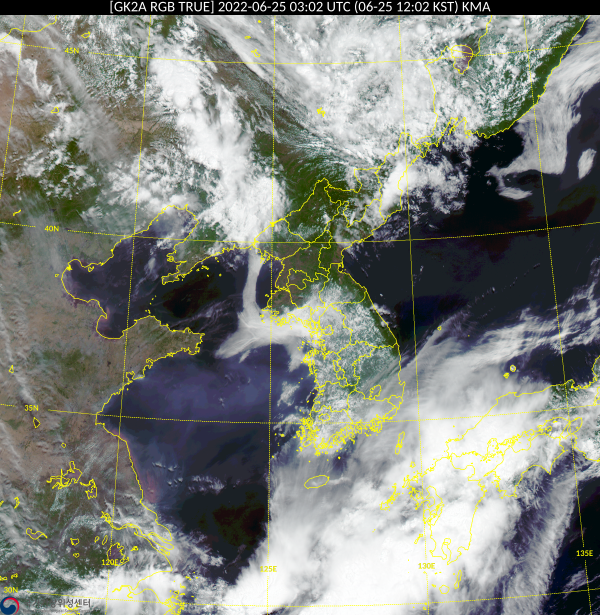 [GK2A RGB TRUE] 2022-06-25 03:02 UTC (06-25 12:02 KST) KMA
45N
40N
35N
30N
120E
125E
130E
135E
위성센터